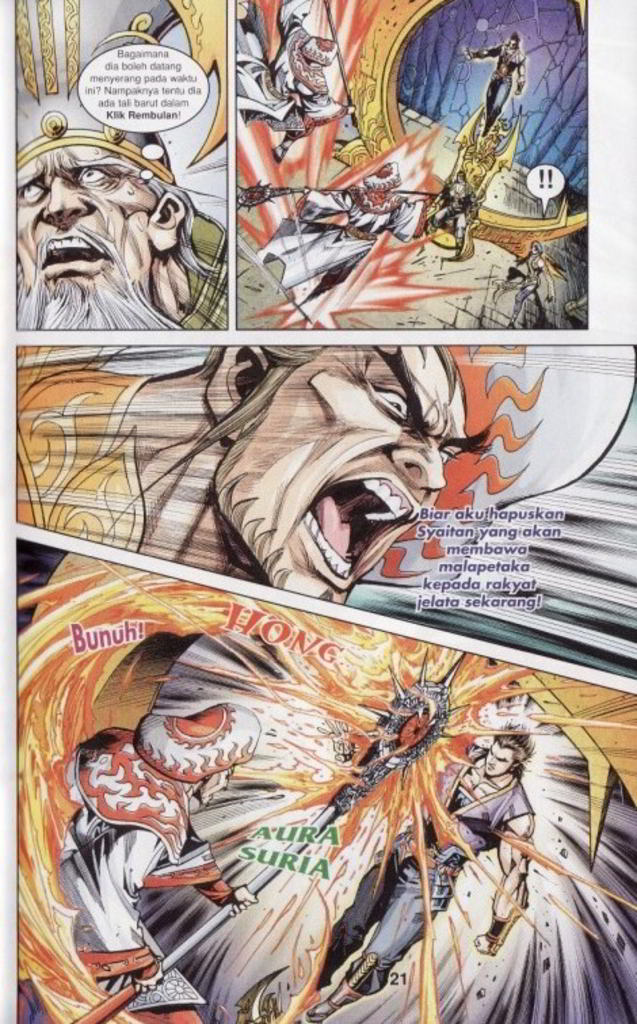 Bagaimana
dia boleh datang
menyerang pada waktu
ini? Nampaknya tentu dia
ada tali barut dalam
Klik Rembulan!
!!
Biar aku hapuskan
Syaitan yang akan
membawa
malapetaka
kepada rakyat
jelata sekarang!
Bunuh!
HONG
AURA
SURIA
21